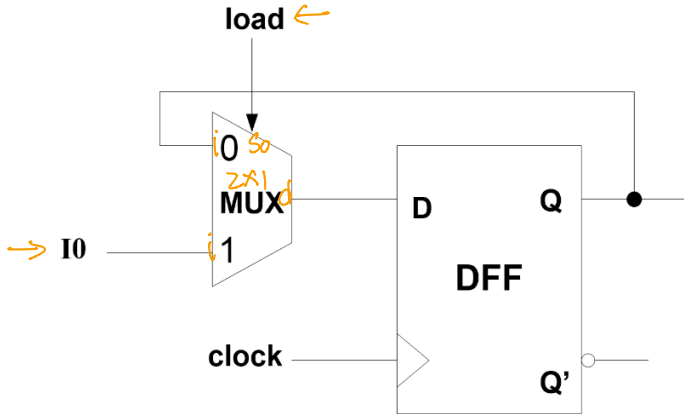 load
i0 S0
2x1
MUX d
I0
i1
D
Q
DFF
clock
Q’